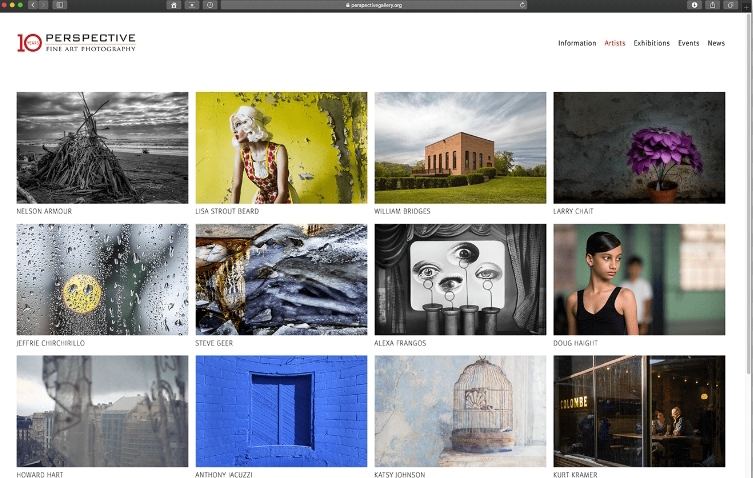 perspectivegallery.org
10 YEARS PERSPECTIVE
FINE ART PHOTOGRAPHY
Information Artists Exhibitions Events News
NELSON ARMOUR LISA STROUT BEARD WILLIAM BRIDGES LARRY CHAIT
COLOMBE
JEFFRIE CHIRCHIRILLO STEVE GEER ALEXA FRANGOS DOUG HAIGHT
HOWARD HART ANTHONY IACUZZI KATSY JOHNSON KURT KRAMER